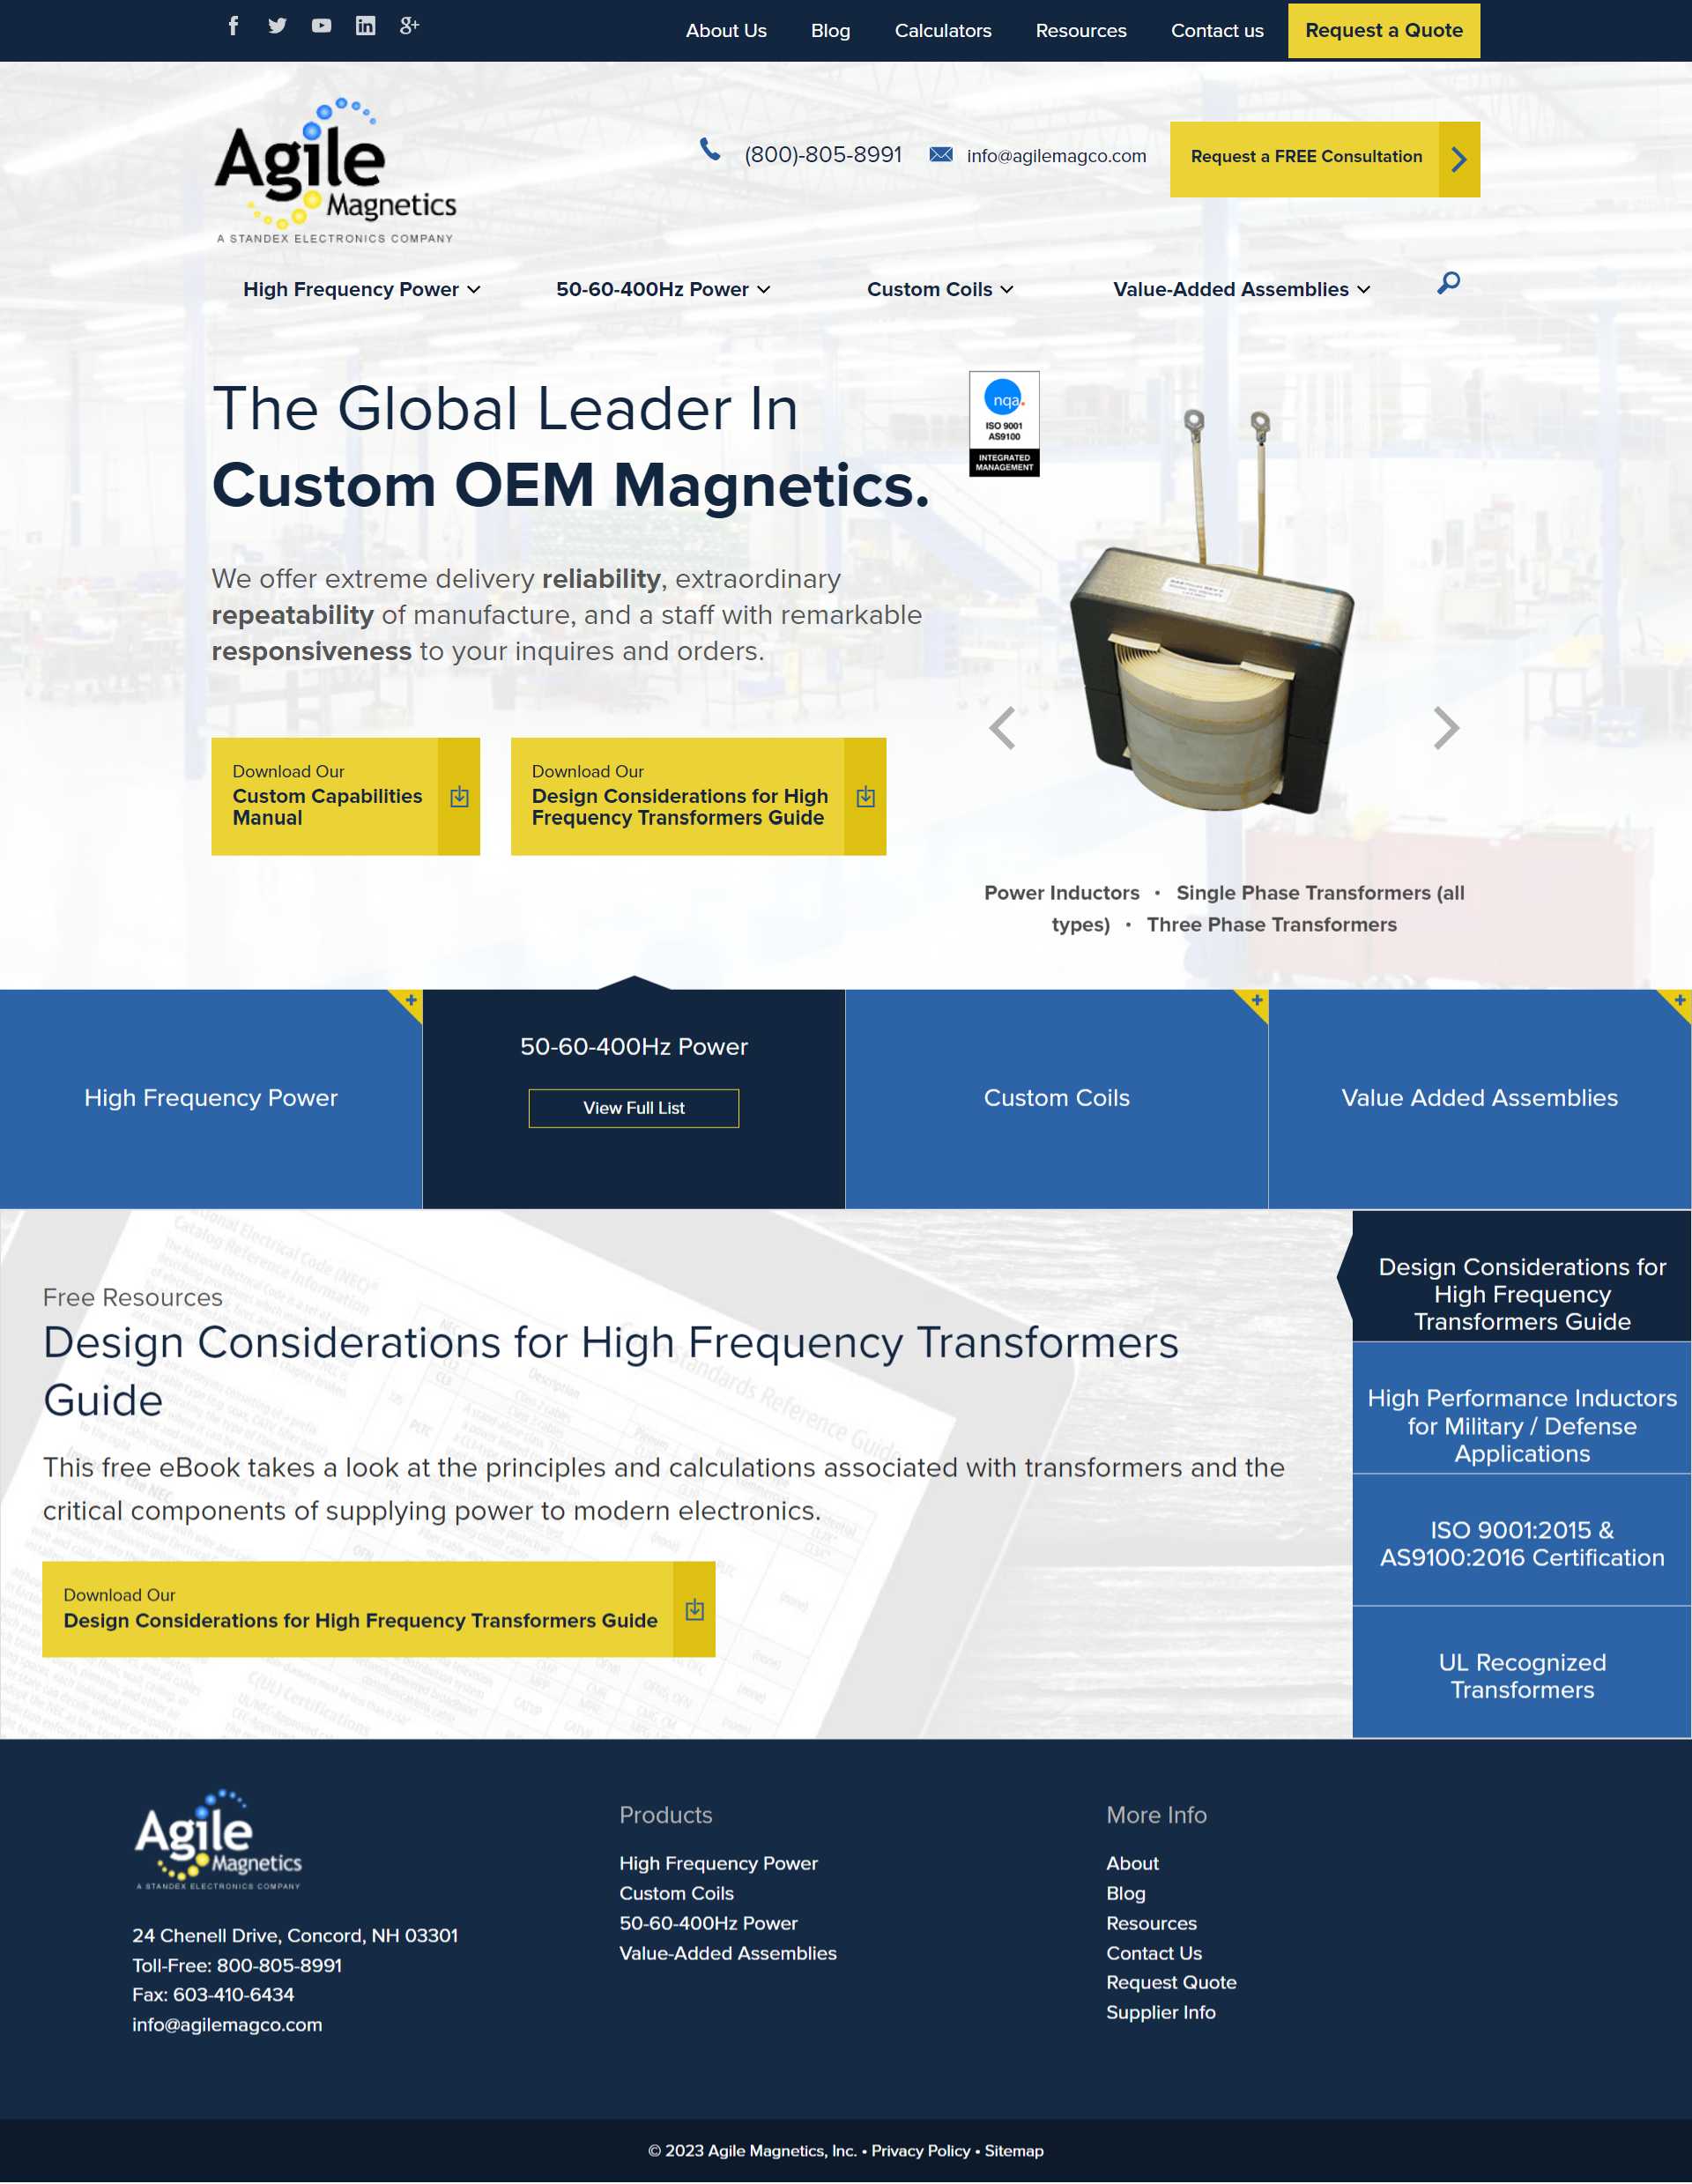 About Us
Blog
Calculators
Resources
Contact us
Request a Quote
Agile
Magnetics
A STANDEX ELECTRONICS COMPANY
(800)-805-8991
info@agilemagco.com
Request a FREE Consultation
High Frequency Power
50-60-400Hz Power
Custom Coils
Value-Added Assemblies
The Global Leader In
Custom OEM Magnetics.
nqa.
ISO 9001
AS9100
INTEGRATED
MANAGEMENT
We offer extreme delivery reliability, extraordinary
repeatability of manufacture, and a staff with remarkable
responsiveness to your inquires and orders.
Download Our
Custom Capabilities
Manual
Download Our
Design Considerations for High
Frequency Transformers Guide
Power Inductors • Single Phase Transformers (all
types) • Three Phase Transformers
High Frequency Power
50-60-400Hz Power
View Full List
Custom Coils
Value Added Assemblies
Free Resources
Design Considerations for High Frequency Transformers
Guide
This free eBook takes a look at the principles and calculations associated with transformers and the
critical components of supplying power to modern electronics.
Download Our
Design Considerations for High Frequency Transformers Guide
Design Considerations for
High Frequency
Transformers Guide
High Performance Inductors
for Military / Defense
Applications
ISO 9001:2015 &
AS9100:2016 Certification
UL Recognized
Transformers
Agile
Magnetics
A STANDEX ELECTRONICS COMPANY
24 Chenell Drive, Concord, NH 03301
Toll-Free: 800-805-8991
Fax: 603-410-6434
info@agilemagco.com
Products
High Frequency Power
Custom Coils
50-60-400Hz Power
Value-Added Assemblies
More Info
About
Blog
Resources
Contact Us
Request Quote
Supplier Info
© 2023 Agile Magnetics, Inc. • Privacy Policy • Sitemap